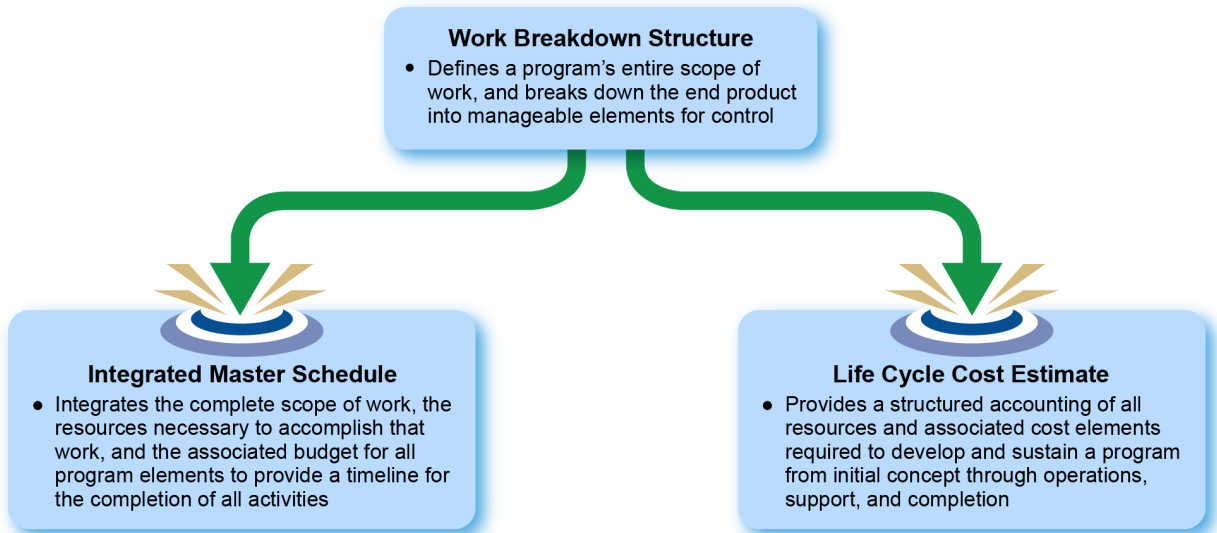 Work Breakdown Structure
• Defines a program’s entire scope of
work, and breaks down the end product
into manageable elements for control
Integrated Master Schedule
• Integrates the complete scope of work, the
resources necessary to accomplish that
work, and the associated budget for all
program elements to provide a timeline for
the completion of all activities
Life Cycle Cost Estimate
• Provides a structured accounting of all
resources and associated cost elements
required to develop and sustain a program
from initial concept through operations,
support, and completion